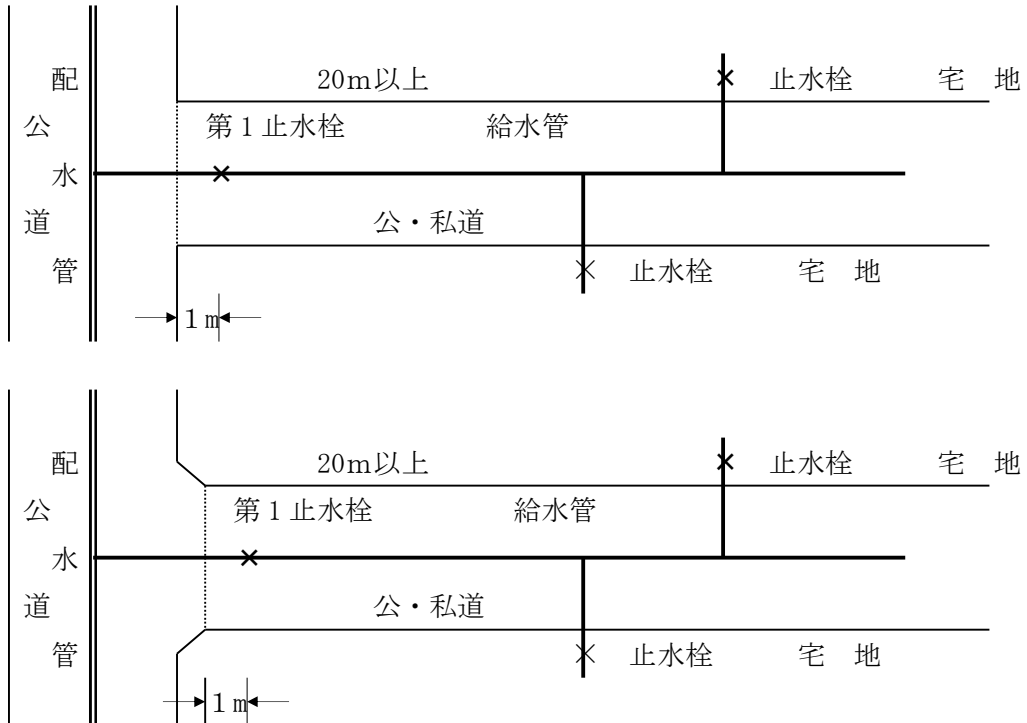 配　20m以上　止水栓　宅　地
公　第1止水栓　給水管
水
道　公・私道
管　止水栓　宅　地
1m
配　20m以上　止水栓　宅　地
公　第1止水栓　給水管
水
道　公・私道
管　止水栓　宅　地
1m